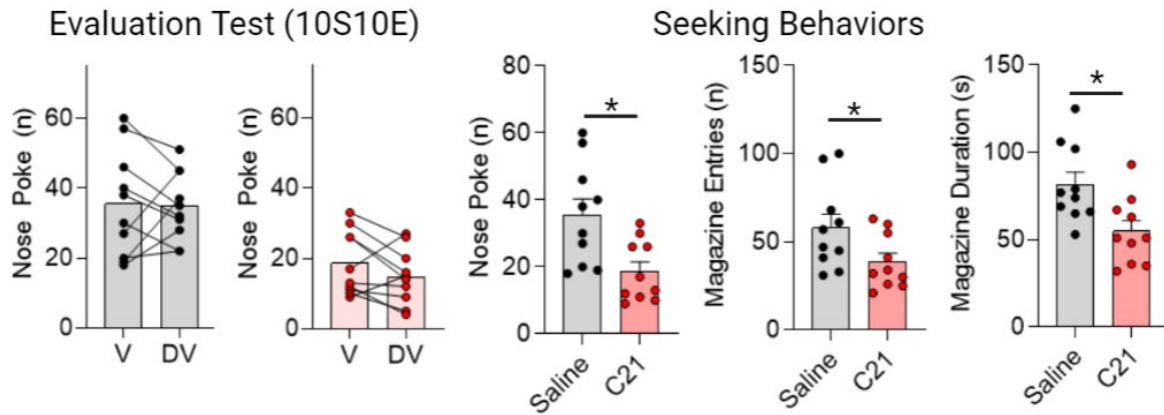 Evaluation Test (10S10E)
Seeking Behaviors
Nose Poke (n)
60
40
20
0
V
DV
Nose Poke (n)
60
40
20
0
V
DV
Nose Poke (n)
80
60
40
20
0
*
Saline
C21
Magazine Entries (n)
150
100
50
0
*
Saline
C21
Magazine Duration (s)
150
100
50
0
*
Saline
C21